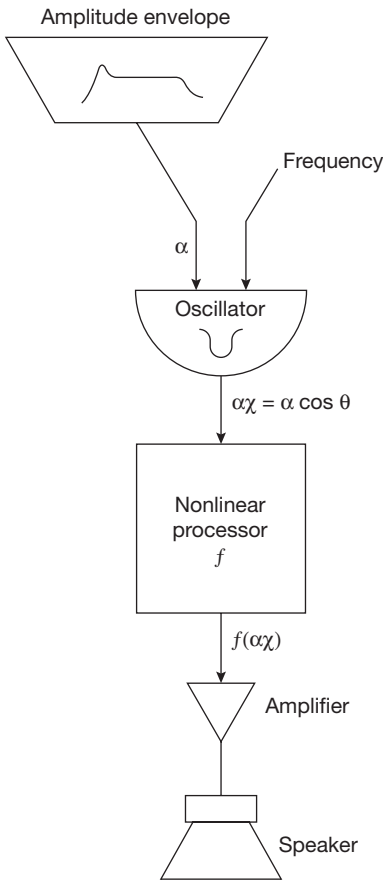 Amplitude envelope
Frequency
α
Oscillator
αχ = α cos θ
Nonlinear
processor
f
f(αχ)
Amplifier
Speaker